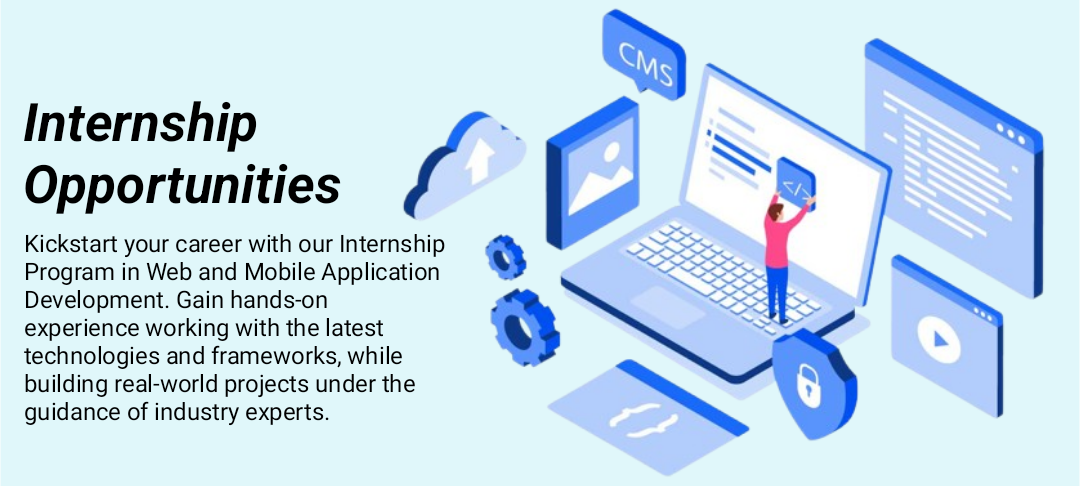 Internship
Opportunities
Kickstart your career with our Internship
Program in Web and Mobile Application
Development. Gain hands-on
experience working with the latest
technologies and frameworks, while
building real-world projects under the
guidance of industry experts.
CMS
</>
{ }